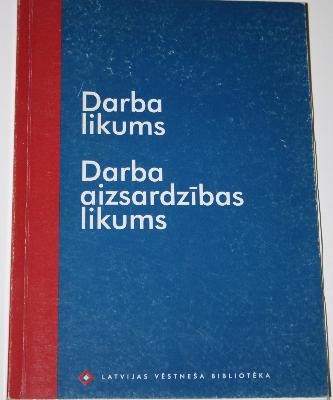 Darba
likums
Darba
aizsardzības
likums
LATVIJAS VĒSTNEŠA BIBLIOTĒKA